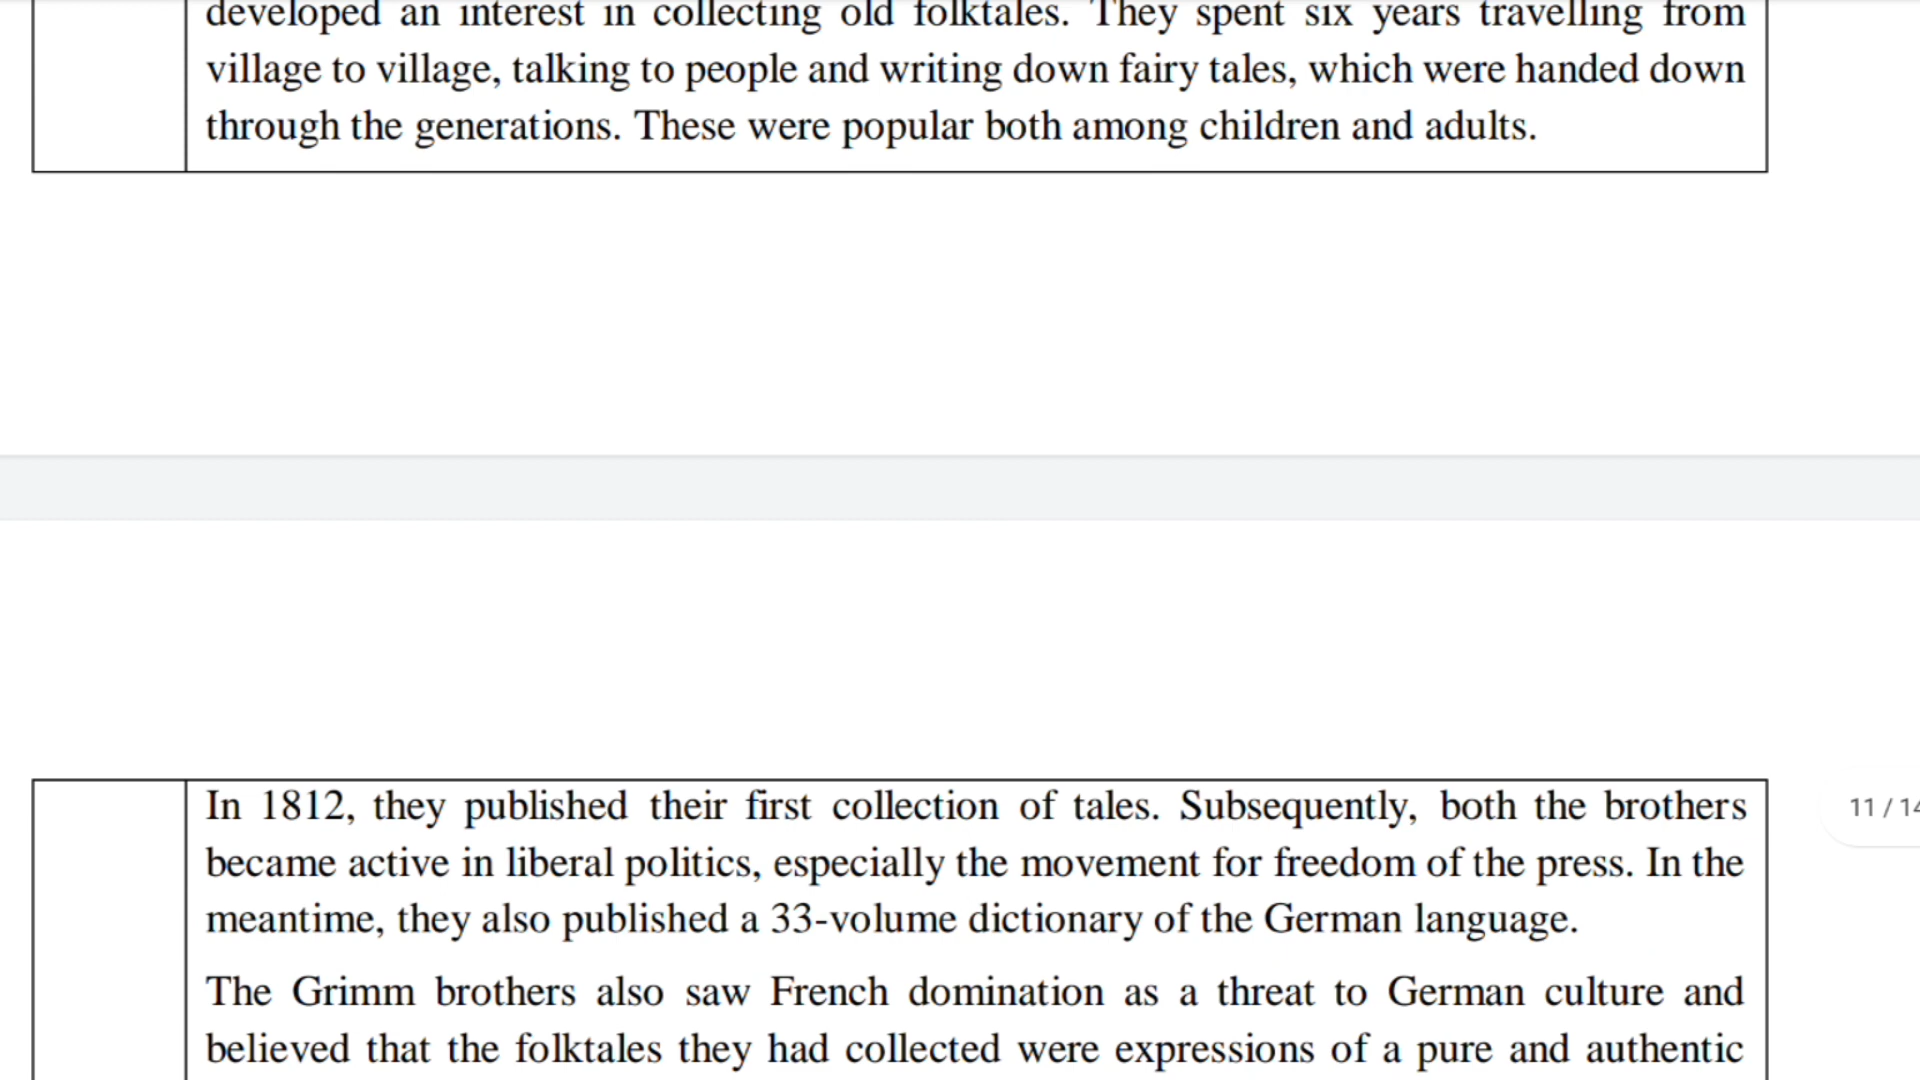 developed an interest in collecting old folktales. They spent six years travelling from
village to village, talking to people and writing down fairy tales, which were handed down
through the generations. These were popular both among children and adults.
In 1812, they published their first collection of tales. Subsequently, both the brothers
11 / 14
became active in liberal politics, especially the movement for freedom of the press. In the
meantime, they also published a 33-volume dictionary of the German language.
The Grimm brothers also saw French domination as a threat to German culture and
believed that the folktales they had collected were expressions of a pure and authentic